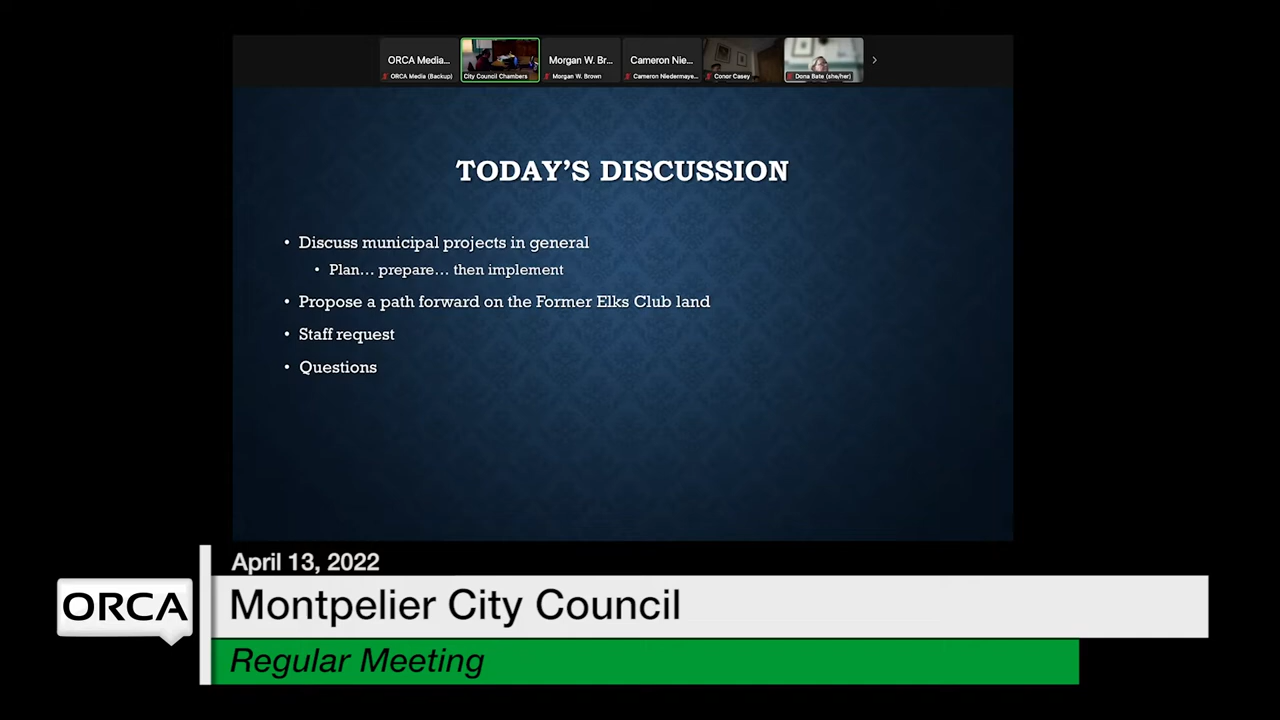 ORCA Media... Morgan W. Br... Cameron Nie...
ORCA Media (Backup) City Council Chambers Morgan W. Brown Cameron Niedermaye... Conor Casey Dona Bate (she/her)
TODAY'S DISCUSSION
• Discuss municipal projects in general
• Plan... prepare... then implement
• Propose a path forward on the Former Elks Club land
• Staff request
• Questions
April 13, 2022
ORCA
Montpelier City Council
Regular Meeting